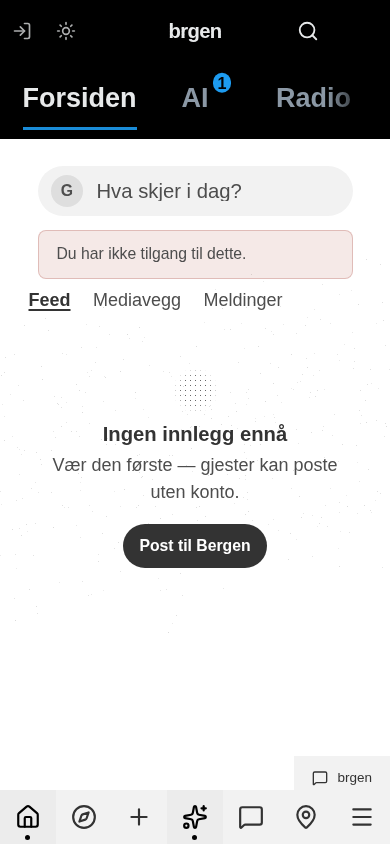 brgen
Forsiden AI 1 Radio
G Hva skjer i dag?
Du har ikke tilgang til dette.
Feed Mediavegg Meldinger
Ingen innlegg ennå
Vær den første — gjester kan poste
uten konto.
Post til Bergen
brgen